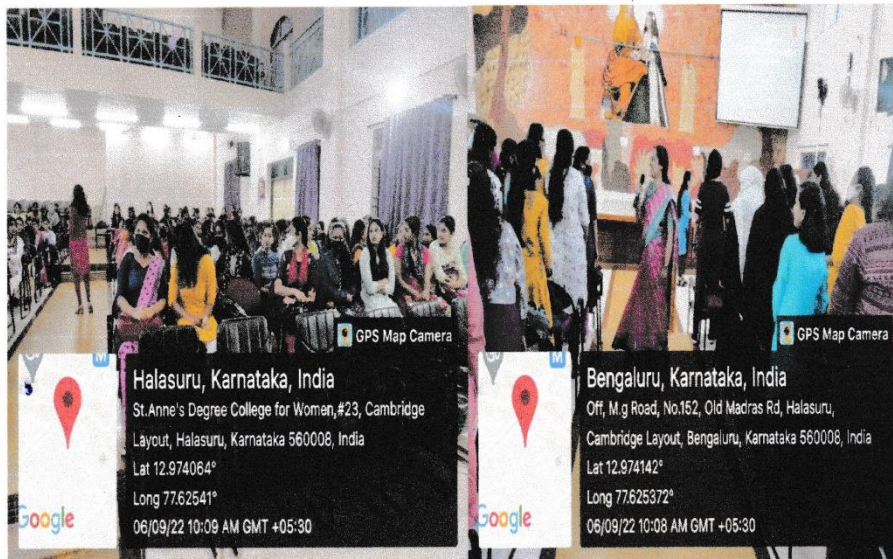 GPS Map Camera
M
Halasuru, Karnataka, India
St.Anne's Degree College for Women,#23, Cambridge
Layout, Halasuru, Karnataka 560008, India
Lat 12.974064°
Long 77.62541°
06/09/22 10:09 AM GMT +05:30
Google
GPS Map Camera
M
Bengaluru, Karnataka, India
Off, M.g Road, No.152, Old Madras Rd, Halasuru,
Cambridge Layout, Bengaluru, Karnataka 560008, India
Lat 12.974142°
Long 77.625372°
06/09/22 10:08 AM GMT +05:30
Google